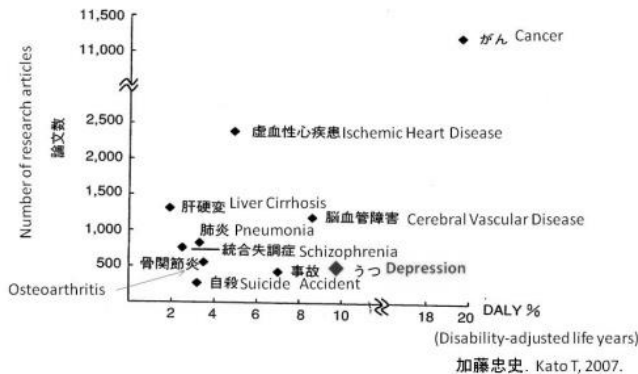 Number of research articles
論文数
11,500
11,000
2,500
2,000
1,500
1,000
500
がん Cancer
虚血性心疾患 Ischemic Heart Disease
肝硬変 Liver Cirrhosis
脳血管障害 Cerebral Vascular Disease
肺炎 Pneumonia
統合失調症 Schizophrenia
骨関節炎
Osteoarthritis
事故
うつ Depression
自殺 Suicide Accident
2 4 6 8 10 20 DALY %
(Disability-adjusted life years)
加藤忠史. Kato T, 2007.